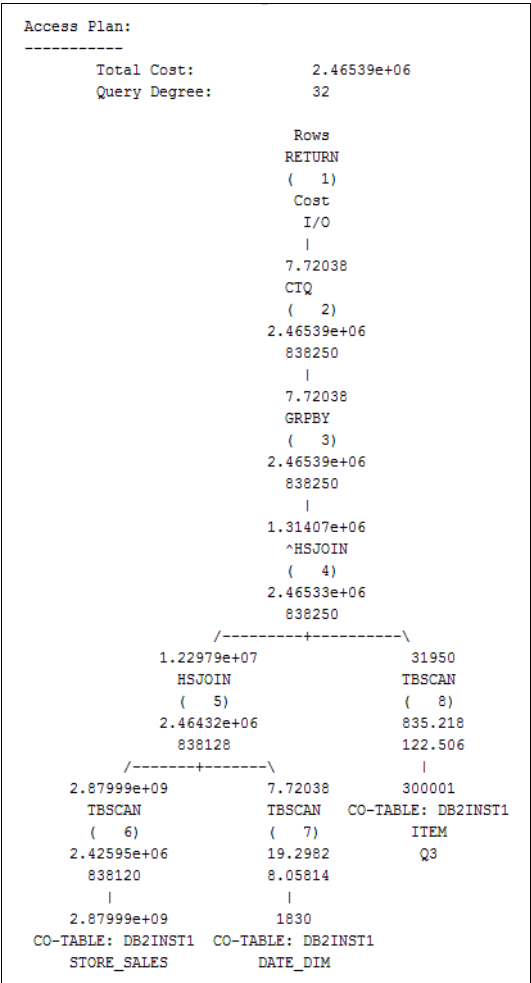 Access Plan:
-----------
Total Cost: 2.46539e+06
Query Degree: 32
Rows
RETURN
( 1)
Cost
I/O
|
7.72038
CTQ
( 2)
2.46539e+06
838250
|
7.72038
GRPBY
( 3)
2.46539e+06
838250
|
1.31407e+06
^HSJOIN
( 4)
2.46533e+06
838250
/---------+----------\
1.22979e+07 31950
HSJOIN TBSCAN
( 5) ( 8)
2.46432e+06 835.218
838128 122.506
/-------+-------\ |
2.87999e+09 7.72038 300001
TBSCAN TBSCAN CO-TABLE: DB2INST1
( 6) ( 7) ITEM
2.42595e+06 19.2982 Q3
838120 8.05814
| |
2.87999e+09 1830
CO-TABLE: DB2INST1 CO-TABLE: DB2INST1
STORE_SALES DATE_DIM